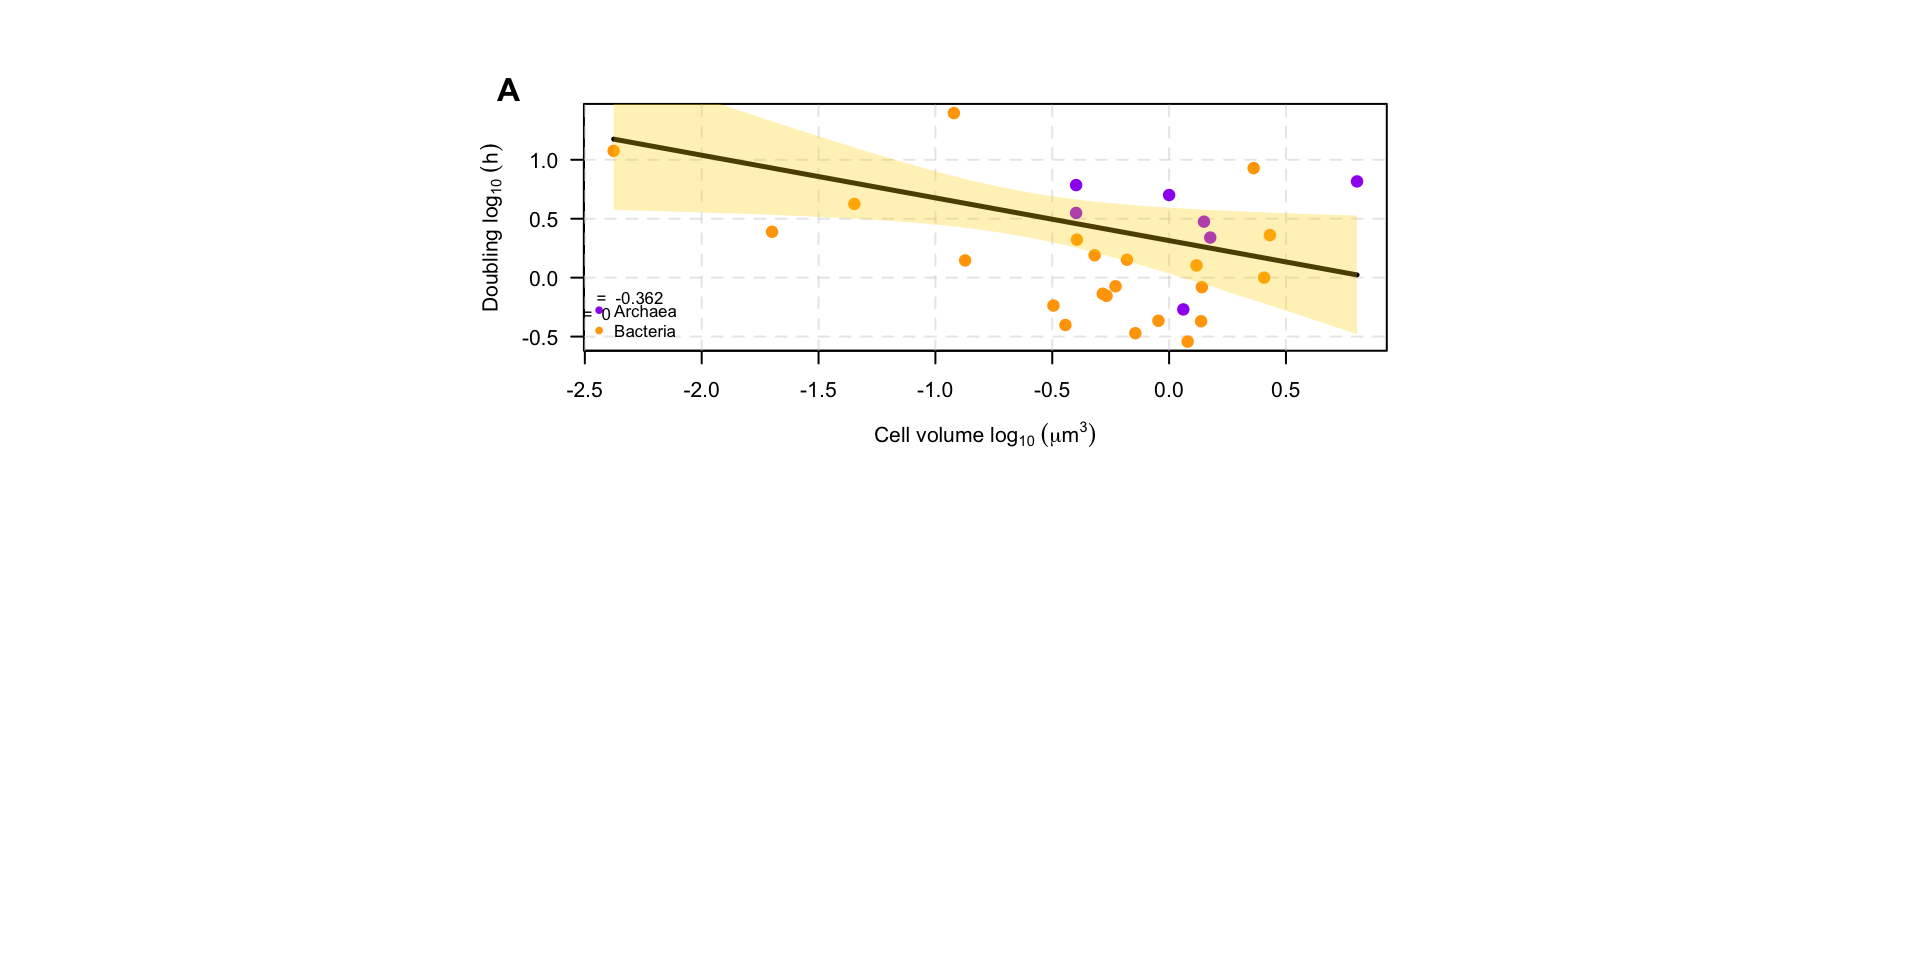 A
Doubling log₁₀ (h)
1.0
0.5
0.0
-0.5
= -0.362
= 0
Archaea
Bacteria
-2.5 -2.0 -1.5 -1.0 -0.5 0.0 0.5
Cell volume log₁₀ (μm³)